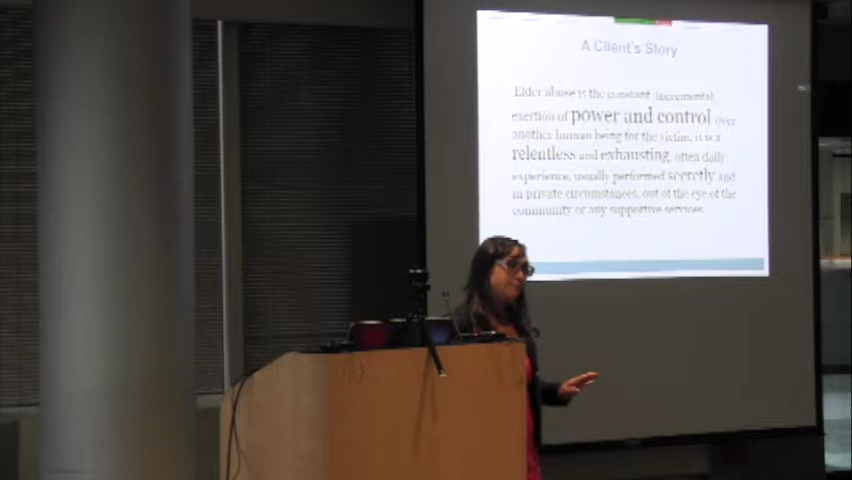 A Client's Story
Elder abuse is the constant, incremental,
exertion of power and control over
another human being for the victim, it is a
relentless and exhausting, often daily
experience, usually performed secretly and
in private circumstances, out of the eye of the
community or any supportive services.